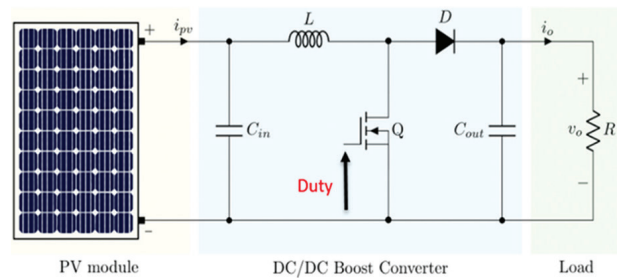 +
i_pv
L
D
i_o
+
C_in
Q
C_out
v_o
R
Duty
−
−
PV module
DC/DC Boost Converter
Load